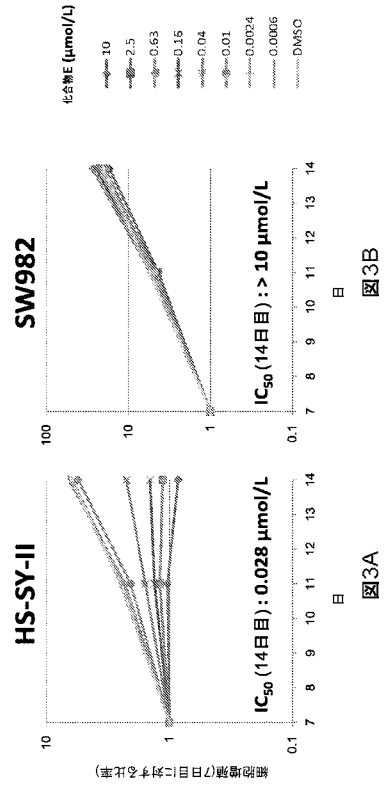 HS-SY-II
細胞増殖(7日目に対する比率)
10
1
0.1
IC50 (14日目) : 0.028 μmol/L
7 8 9 10 11 12 13 14
日
図3A
SW982
100
10
1
0.1
IC50 (14日目) : > 10 μmol/L
7 8 9 10 11 12 13 14
日
図3B
化合物E (μmol/L)
10
2.5
0.63
0.16
0.04
0.01
0.0024
0.0006
DMSO